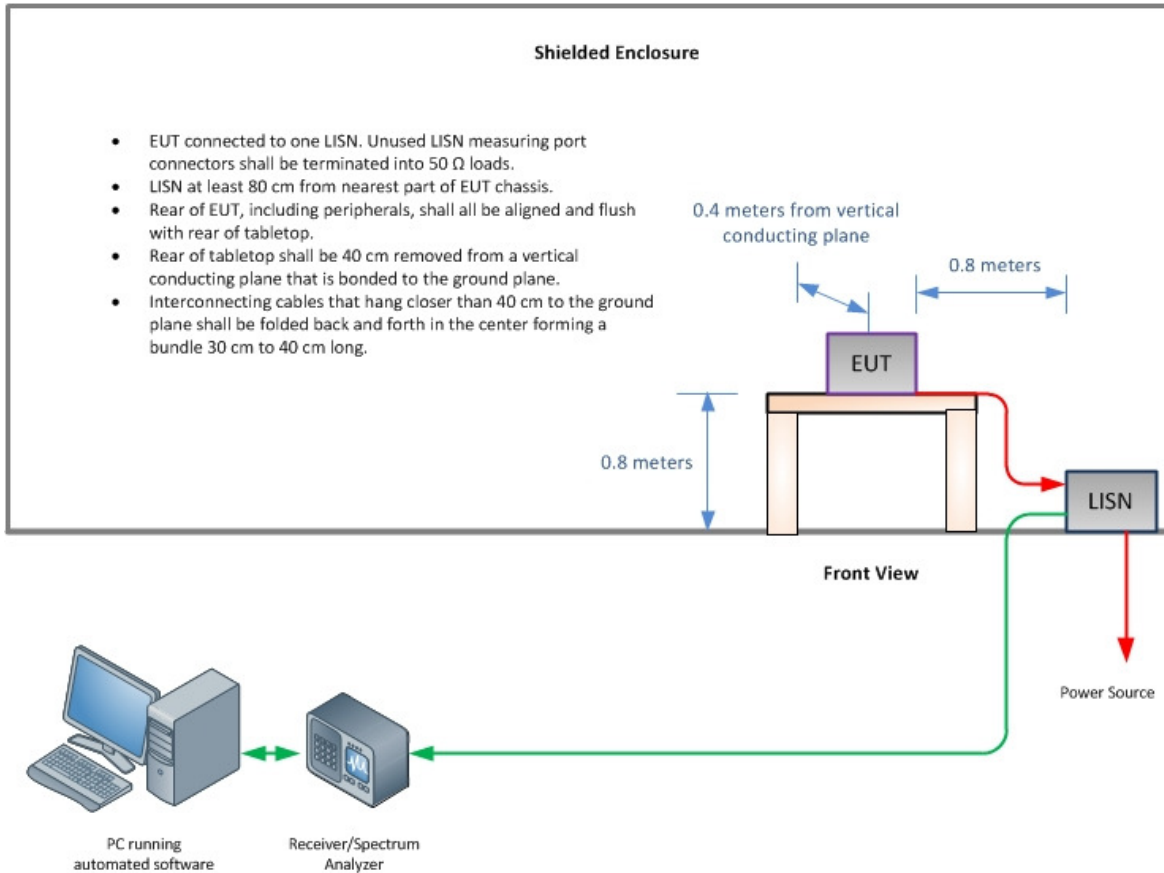 Shielded Enclosure
• EUT connected to one LISN. Unused LISN measuring port
connectors shall be terminated into 50 Ω loads.
• LISN at least 80 cm from nearest part of EUT chassis.
• Rear of EUT, including peripherals, shall all be aligned and flush
with rear of tabletop.
• Rear of tabletop shall be 40 cm removed from a vertical
conducting plane that is bonded to the ground plane.
• Interconnecting cables that hang closer than 40 cm to the ground
plane shall be folded back and forth in the center forming a
bundle 30 cm to 40 cm long.
0.4 meters from vertical
conducting plane
0.8 meters
EUT
0.8 meters
LISN
Front View
Power Source
PC running
automated software
Receiver/Spectrum
Analyzer